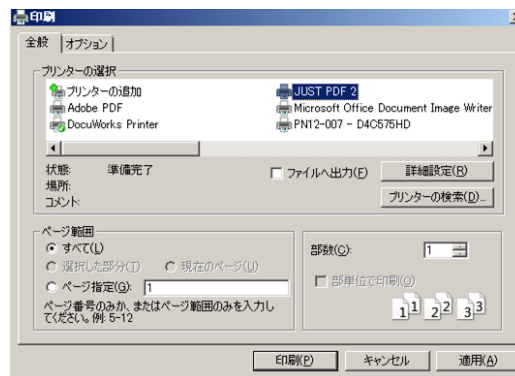 印刷
全般 オプション
プリンターの選択
プリンターの追加 JUST PDF 2
Adobe PDF Microsoft Office Document Image Writer
DocuWorks Printer PN12-007 - D4C575HD
状態: 準備完了 ファイルへ出力(F) 詳細設定(R)
場所: プリンターの検索(D)...
コメント:
ページ範囲
すべて(L) 部数(C): 1
選択した部分(T) 現在のページ(U) 部単位で印刷(O)
ページ指定(G): 1
ページ番号のみか、またはページ範囲のみを入力し
てください。例: 5-12
11 22 33
印刷(P) キャンセル 適用(A)